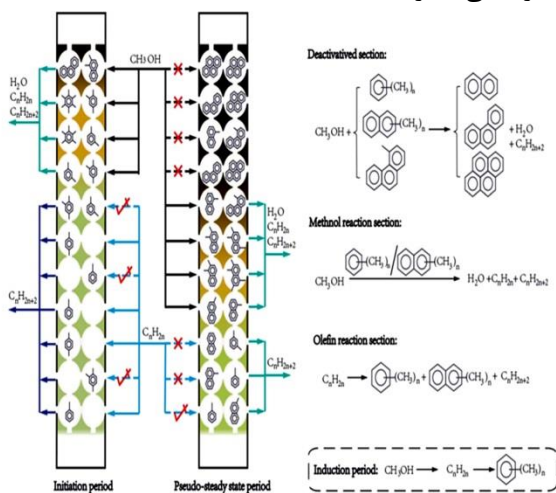 CH3OH
H2O
CnH2n
CnH2n+2
CnH2n+2
CnH2n
H2O
CnH2n
CnH2n+2
CnH2n+2
Initiation period
Pseudo-steady state period
Deactivatived section:
CH3OH +
(CH3)n
(CH3)n
+ H2O
+ CnH2n+2
Methnol reaction section:
(CH3)n / (CH3)n
CH3OH → H2O +CnH2n+CnH2n+2
Olefin reaction section:
CnH2n → (CH3)n + (CH3)n + CnH2n+2
Induction period: CH3OH → CnH2n → (CH3)n